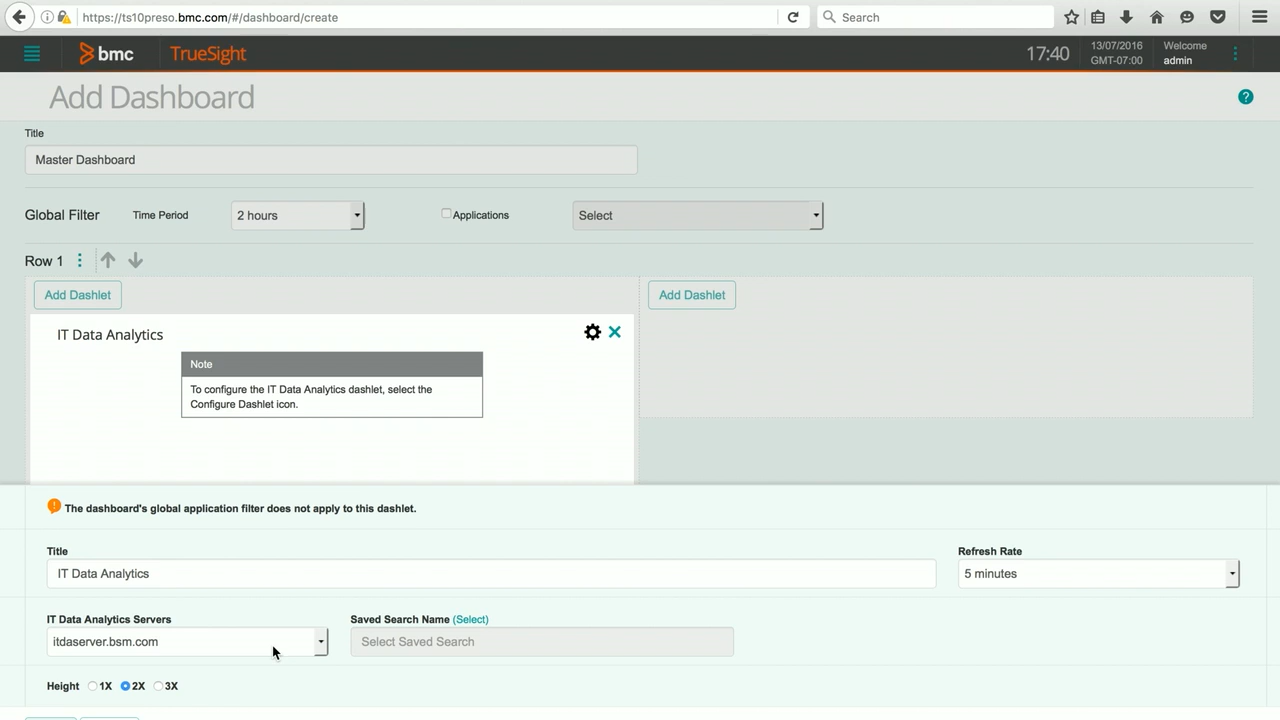 https://ts10preso.bmc.com/#/dashboard/create
Search
bmc
TrueSight
17:40
13/07/2016
GMT-07:00
Welcome
admin
Add Dashboard
Title
Master Dashboard
Global Filter
Time Period
2 hours
Applications
Select
Row 1
Add Dashlet
Add Dashlet
IT Data Analytics
Note
To configure the IT Data Analytics dashlet, select the
Configure Dashlet icon.
The dashboard's global application filter does not apply to this dashlet.
Title
Refresh Rate
IT Data Analytics
5 minutes
IT Data Analytics Servers
Saved Search Name (Select)
itdaserver.bsm.com
Select Saved Search
Height 1X 2X 3X